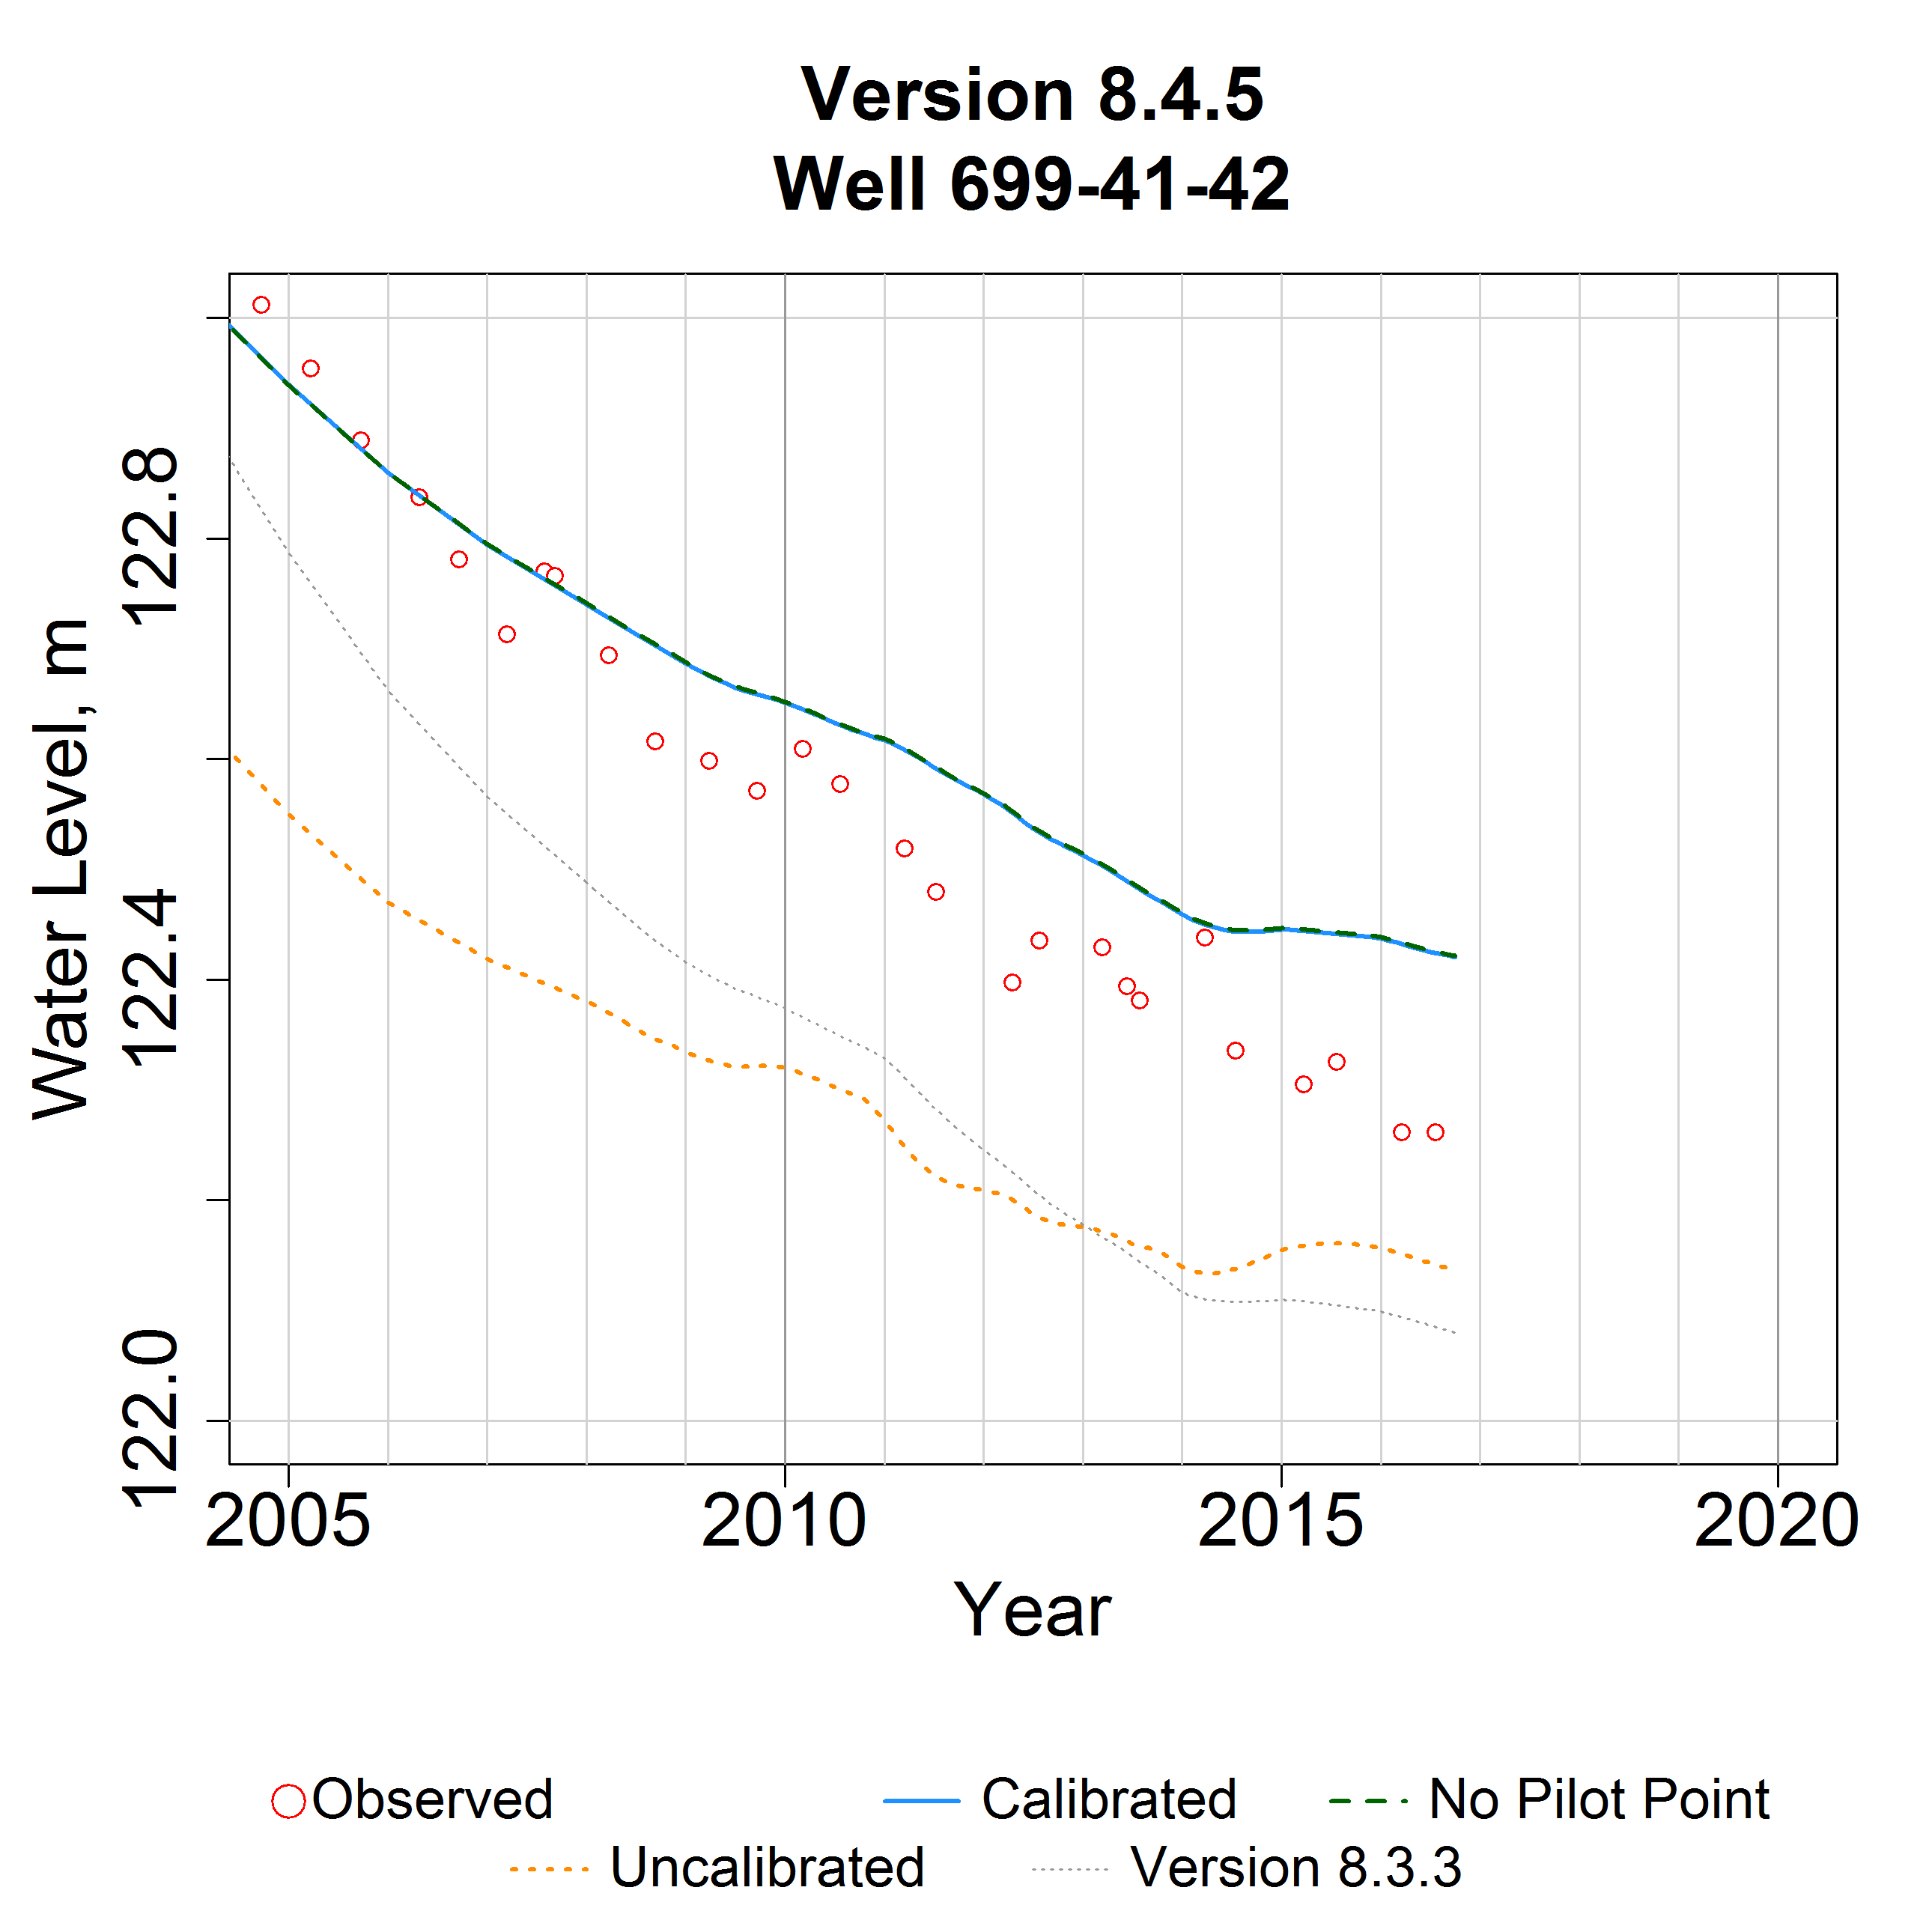 Version 8.4.5
Well 699-41-42
Water Level, m
122.8
122.4
122.0
2005 2010 2015 2020
Year
Observed Calibrated No Pilot Point
Uncalibrated Version 8.3.3